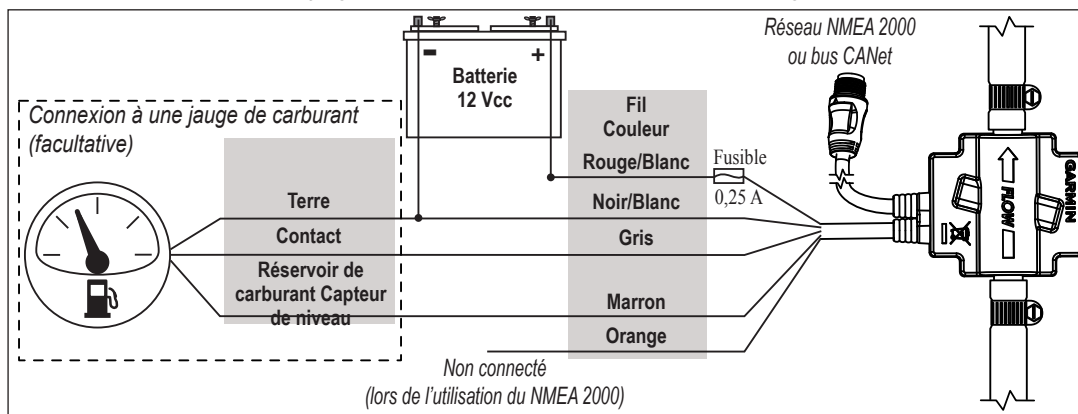 Réseau NMEA 2000
ou bus CANet
-
+
Batterie
12 Vcc
Connexion à une jauge de carburant
(facultative)
Fil
Couleur
Rouge/Blanc
Fusible
0,25 A
Terre
Noir/Blanc
Contact
Gris
Réservoir de
carburant Capteur
de niveau
Marron
Orange
Non connecté
(lors de l'utilisation du NMEA 2000)
FLOW
GARMIN